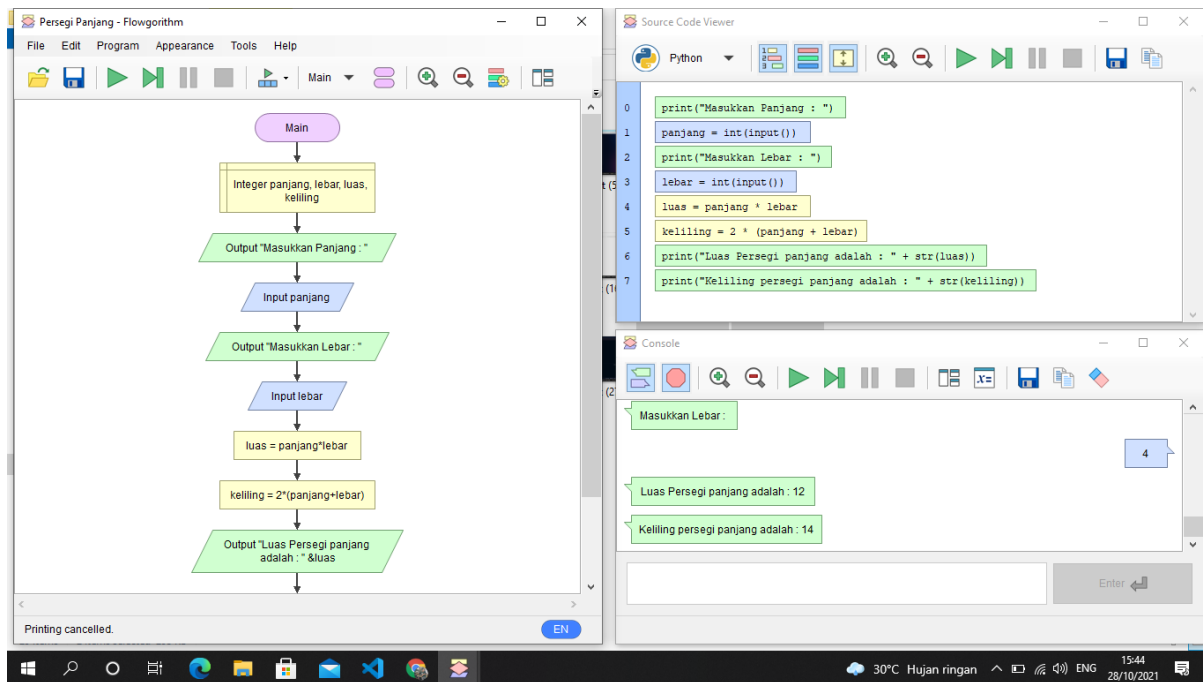 Persegi Panjang - Flowgorithm
File Edit Program Appearance Tools Help
Main
Main
Integer panjang, lebar, luas,
keliling
Output "Masukkan Panjang : "
Input panjang
Output "Masukkan Lebar : "
Input lebar
luas = panjang*lebar
keliling = 2*(panjang+lebar)
Output "Luas Persegi panjang
adalah : " &luas
Printing cancelled.
EN
Source Code Viewer
Python
0 print("Masukkan Panjang : ")
1 panjang = int(input())
2 print("Masukkan Lebar : ")
3 lebar = int(input())
4 luas = panjang * lebar
5 keliling = 2 * (panjang + lebar)
6 print("Luas Persegi panjang adalah : " + str(luas))
7 print("Keliling persegi panjang adalah : " + str(keliling))
Console
Masukkan Lebar :
4
Luas Persegi panjang adalah : 12
Keliling persegi panjang adalah : 14
Enter
30°C Hujan ringan
ENG
15:44
28/10/2021